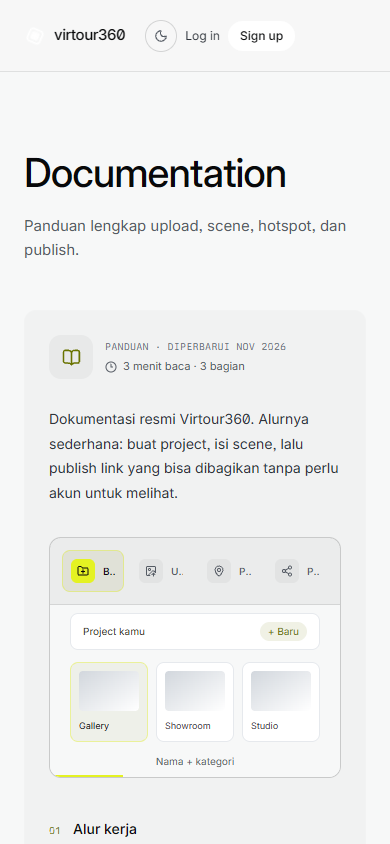 virtour360
Log in
Sign up
Documentation
Panduan lengkap upload, scene, hotspot, dan
publish.
PANDUAN · DIPERBARUI NOV 2026
3 menit baca · 3 bagian
Dokumentasi resmi Virtour360. Alurnya
sederhana: buat project, isi scene, lalu
publish link yang bisa dibagikan tanpa perlu
akun untuk melihat.
B..
U..
P..
P..
Project kamu
+ Baru
Gallery
Showroom
Studio
Nama + kategori
01 Alur kerja